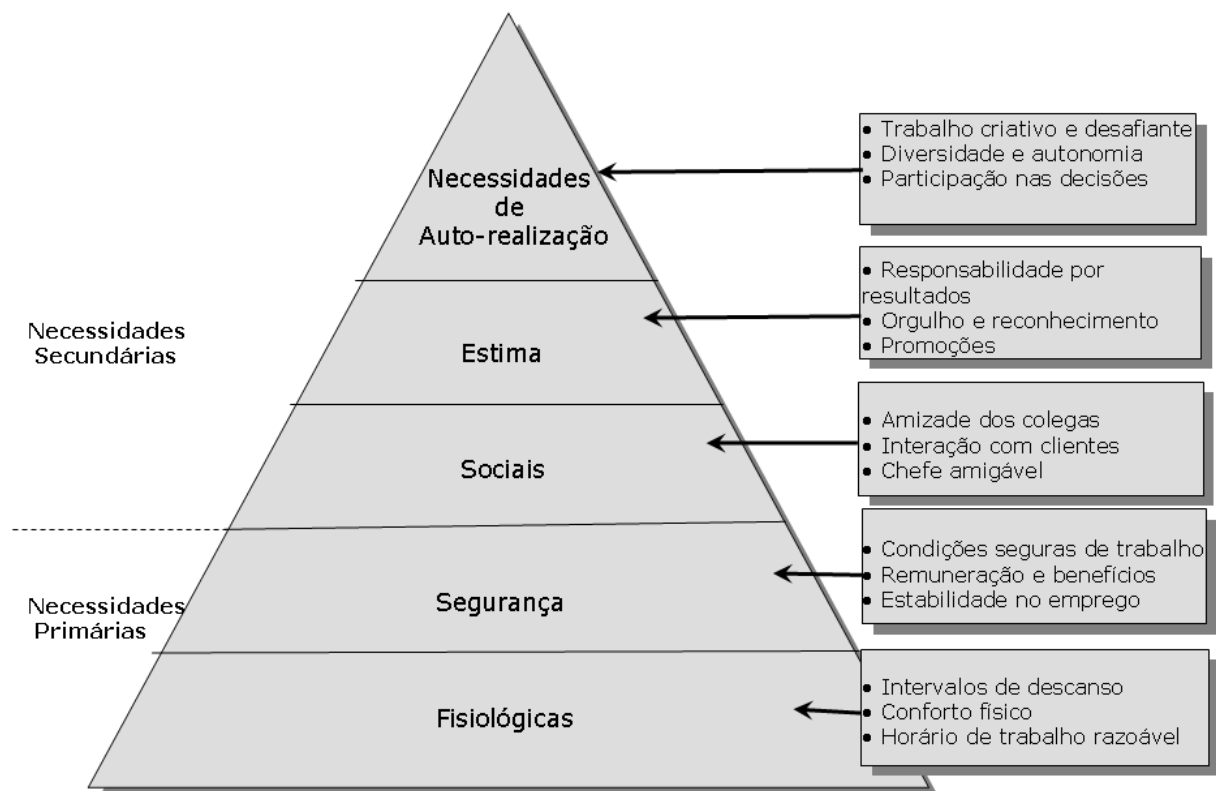 Necessidades
de
Auto-realização
• Trabalho criativo e desafiante
• Diversidade e autonomia
• Participação nas decisões
Necessidades
Secundárias
Estima
• Responsabilidade por
resultados
• Orgulho e reconhecimento
• Promoções
Sociais
• Amizade dos colegas
• Interação com clientes
• Chefe amigável
Necessidades
Primárias
Segurança
• Condições seguras de trabalho
• Remuneração e benefícios
• Estabilidade no emprego
Fisiológicas
• Intervalos de descanso
• Conforto físico
• Horário de trabalho razoável